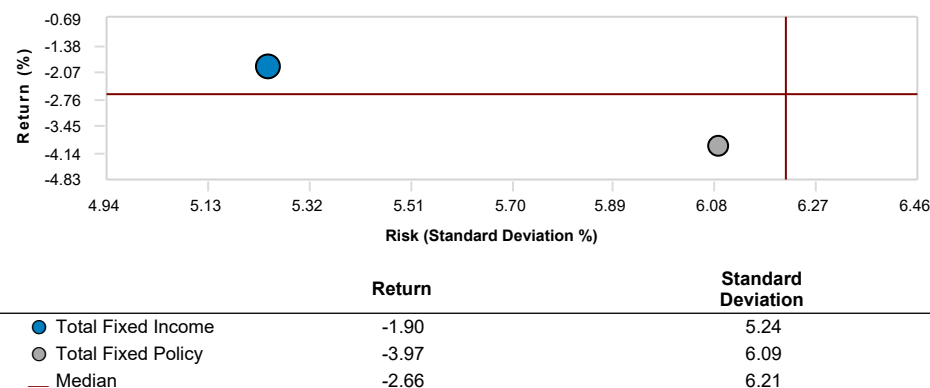 -0.69
-1.38
-2.07
-2.76
-3.45
-4.14
-4.83
Return (%)
4.94 5.13 5.32 5.51 5.70 5.89 6.08 6.27 6.46
Risk (Standard Deviation %)
Return Standard Deviation
Total Fixed Income -1.90 5.24
Total Fixed Policy -3.97 6.09
Median -2.66 6.21